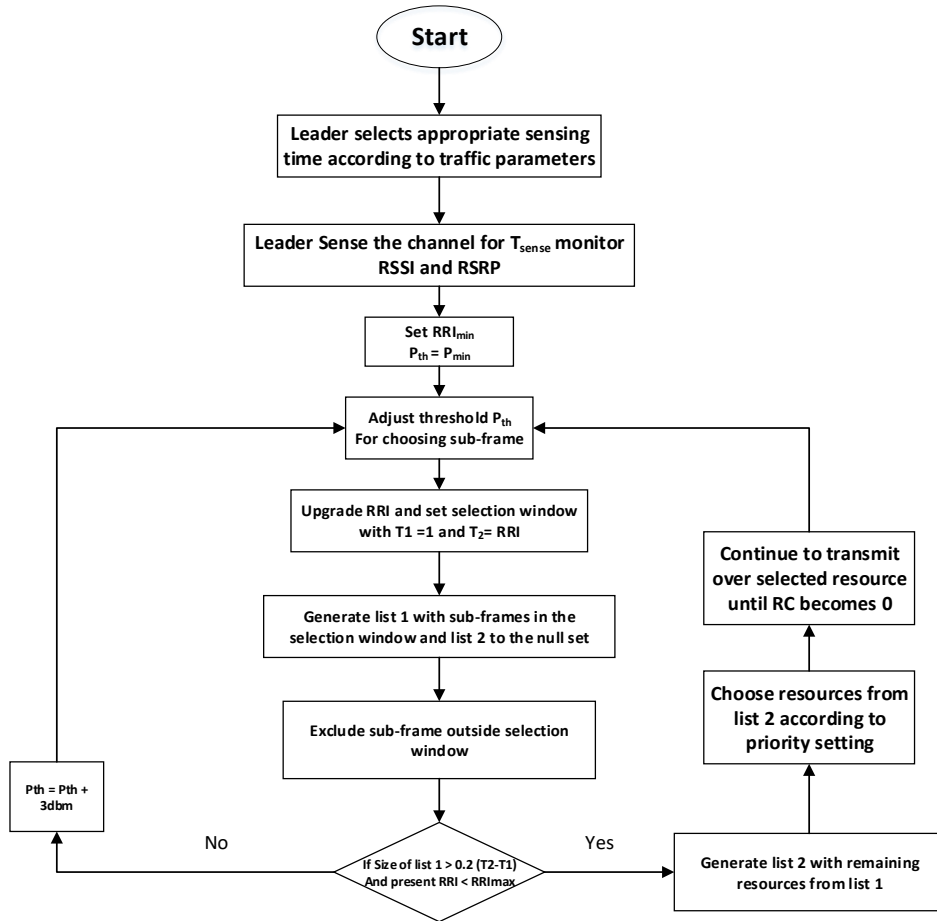 Start
Leader selects appropriate sensing
time according to traffic parameters
Leader Sense the channel for Tsense monitor
RSSI and RSRP
Set RRImin
Pth = Pmin
Adjust threshold Pth
For choosing sub-frame
Upgrade RRI and set selection window
with T1 =1 and T2= RRI
Generate list 1 with sub-frames in the
selection window and list 2 to the null set
Exclude sub-frame outside selection
window
If Size of list 1 > 0.2 (T2-T1)
And present RRI < RRImax
No
Pth = Pth +
3dbm
Yes
Generate list 2 with remaining
resources from list 1
Choose resources from
list 2 according to
priority setting
Continue to transmit
over selected resource
until RC becomes 0